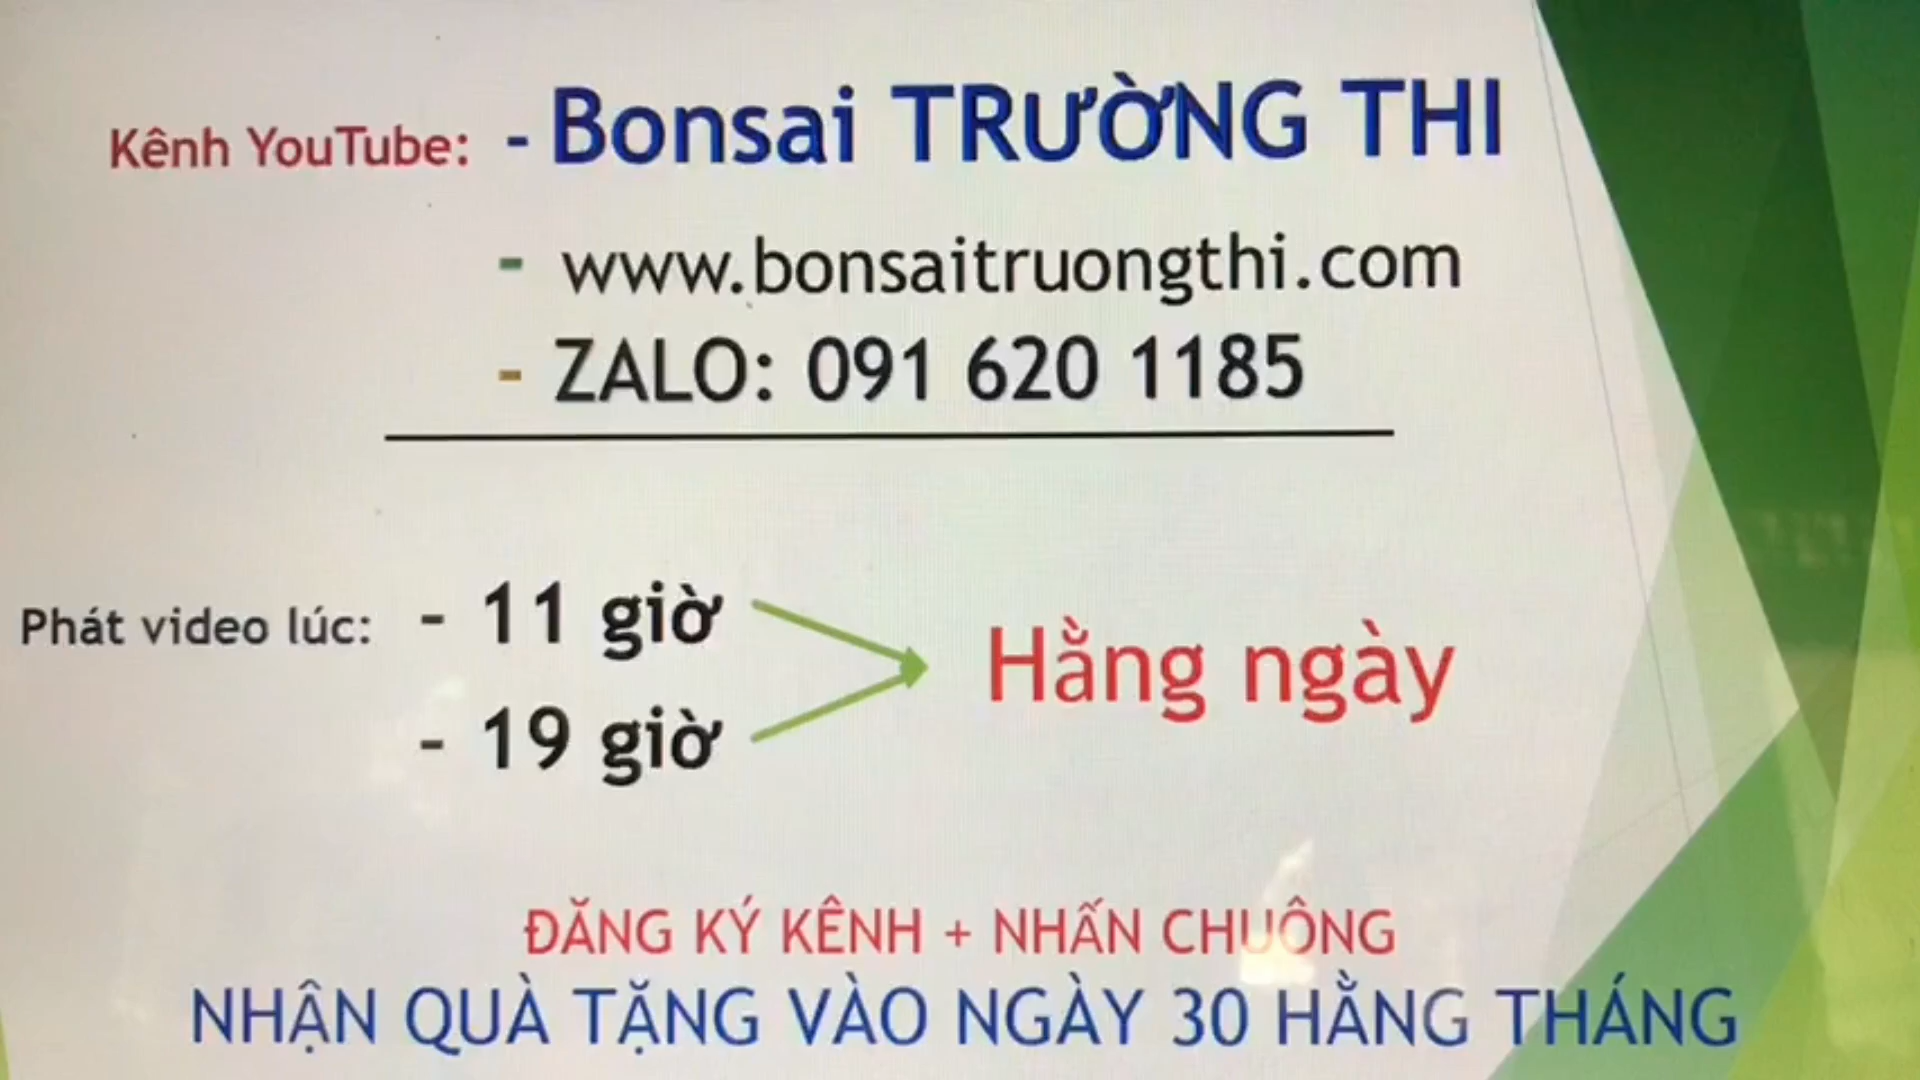 Kênh YouTube: - Bonsai TRƯỜNG THI
- www.bonsaitruongthi.com
- ZALO: 091 620 1185
Phát video lúc: - 11 giờ
- 19 giờ
Hằng ngày
ĐĂNG KÝ KÊNH + NHẤN CHUÔNG
NHẬN QUÀ TẶNG VÀO NGÀY 30 HẰNG THÁNG